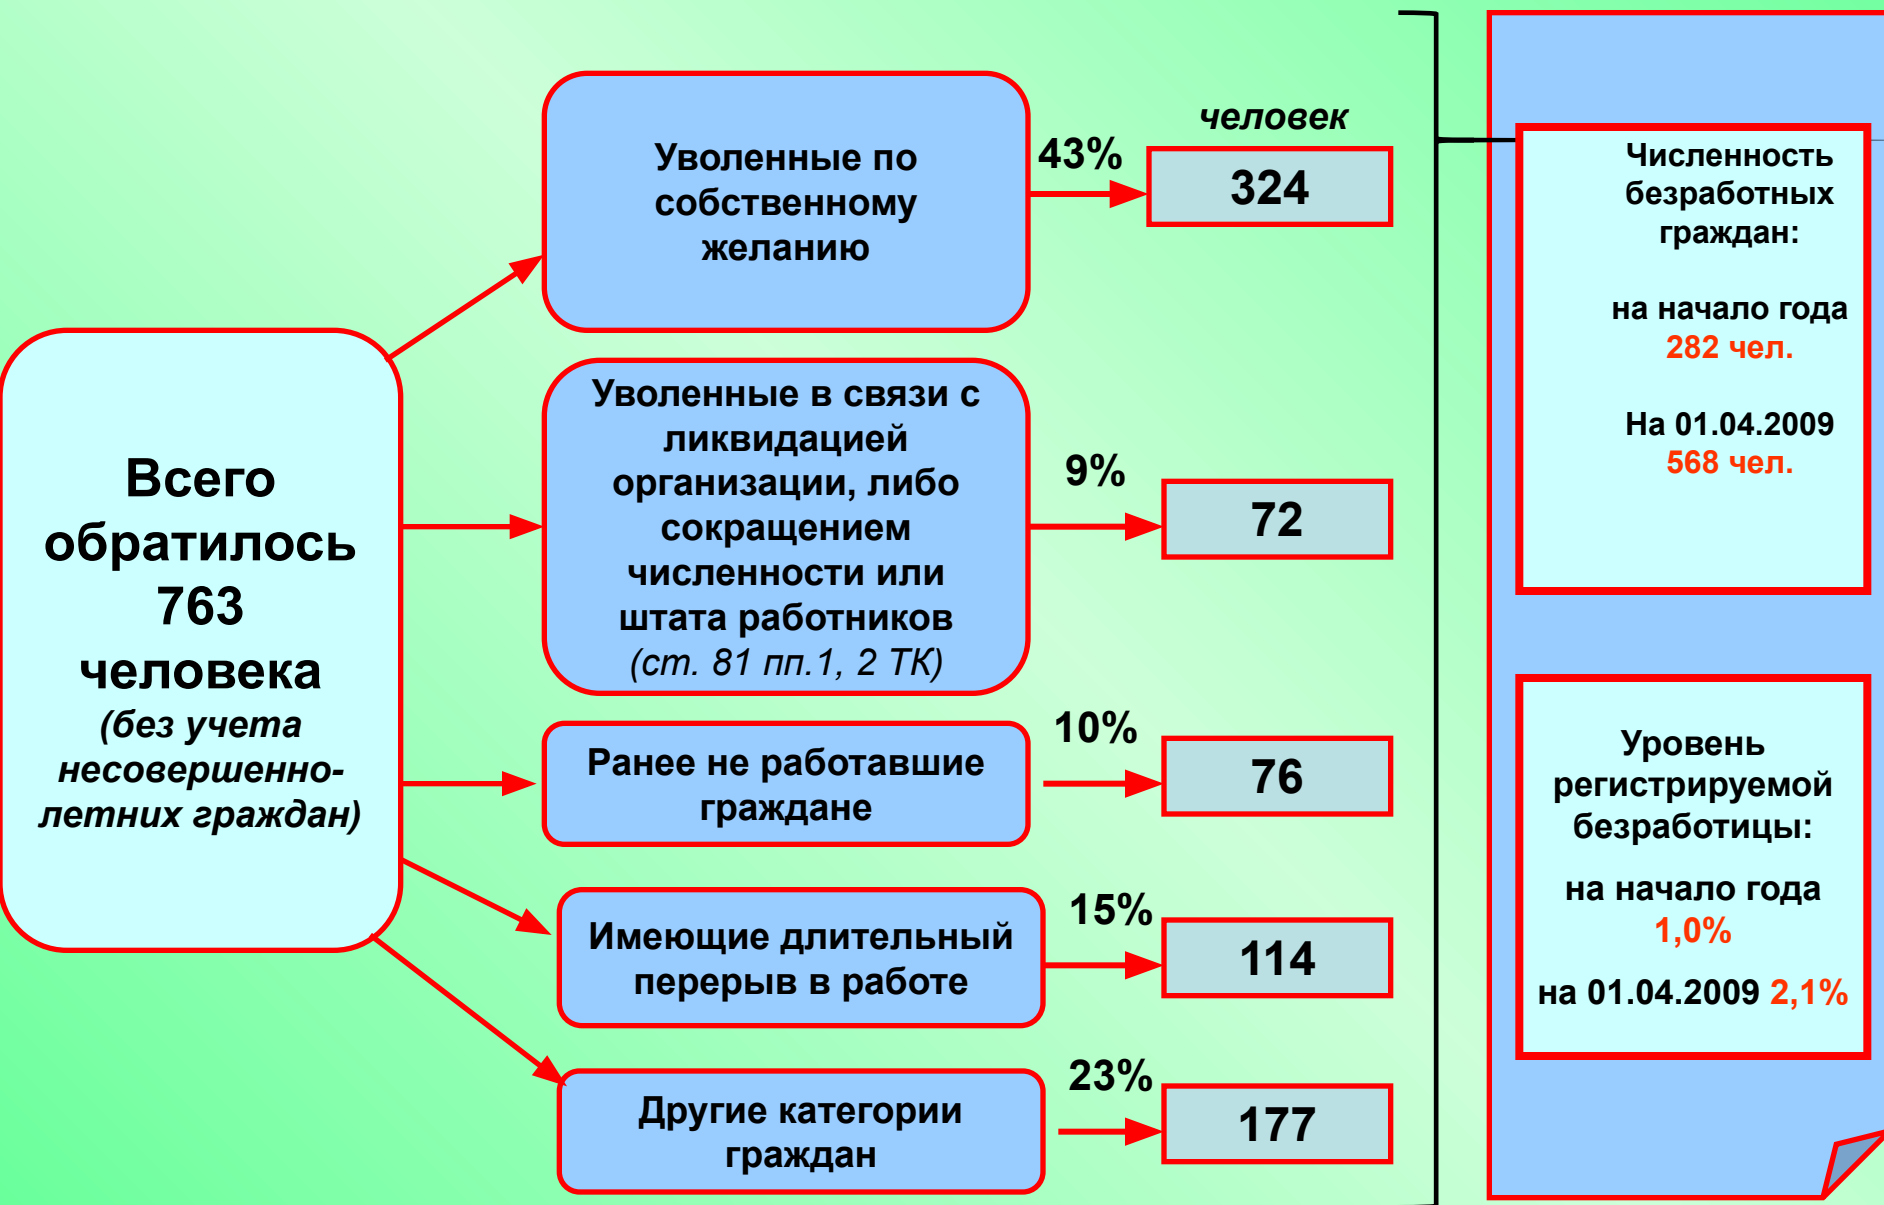 Всего
обратилось
763
человека
(без учета
несовершенно-
летних граждан)
Уволенные по
собственному
желанию
43%
человек
324
Уволенные в связи с
ликвидацией
организации, либо
сокращением
численности или
штата работников
(ст. 81 пп.1, 2 ТК)
9%
72
Ранее не работавшие
граждане
10%
76
Имеющие длительный
перерыв в работе
15%
114
Другие категории
граждан
23%
177
Численность
безработных
граждан:
на начало года
282 чел.
На 01.04.2009
568 чел.
Уровень
регистрируемой
безработицы:
на начало года
1,0%
на 01.04.2009 2,1%